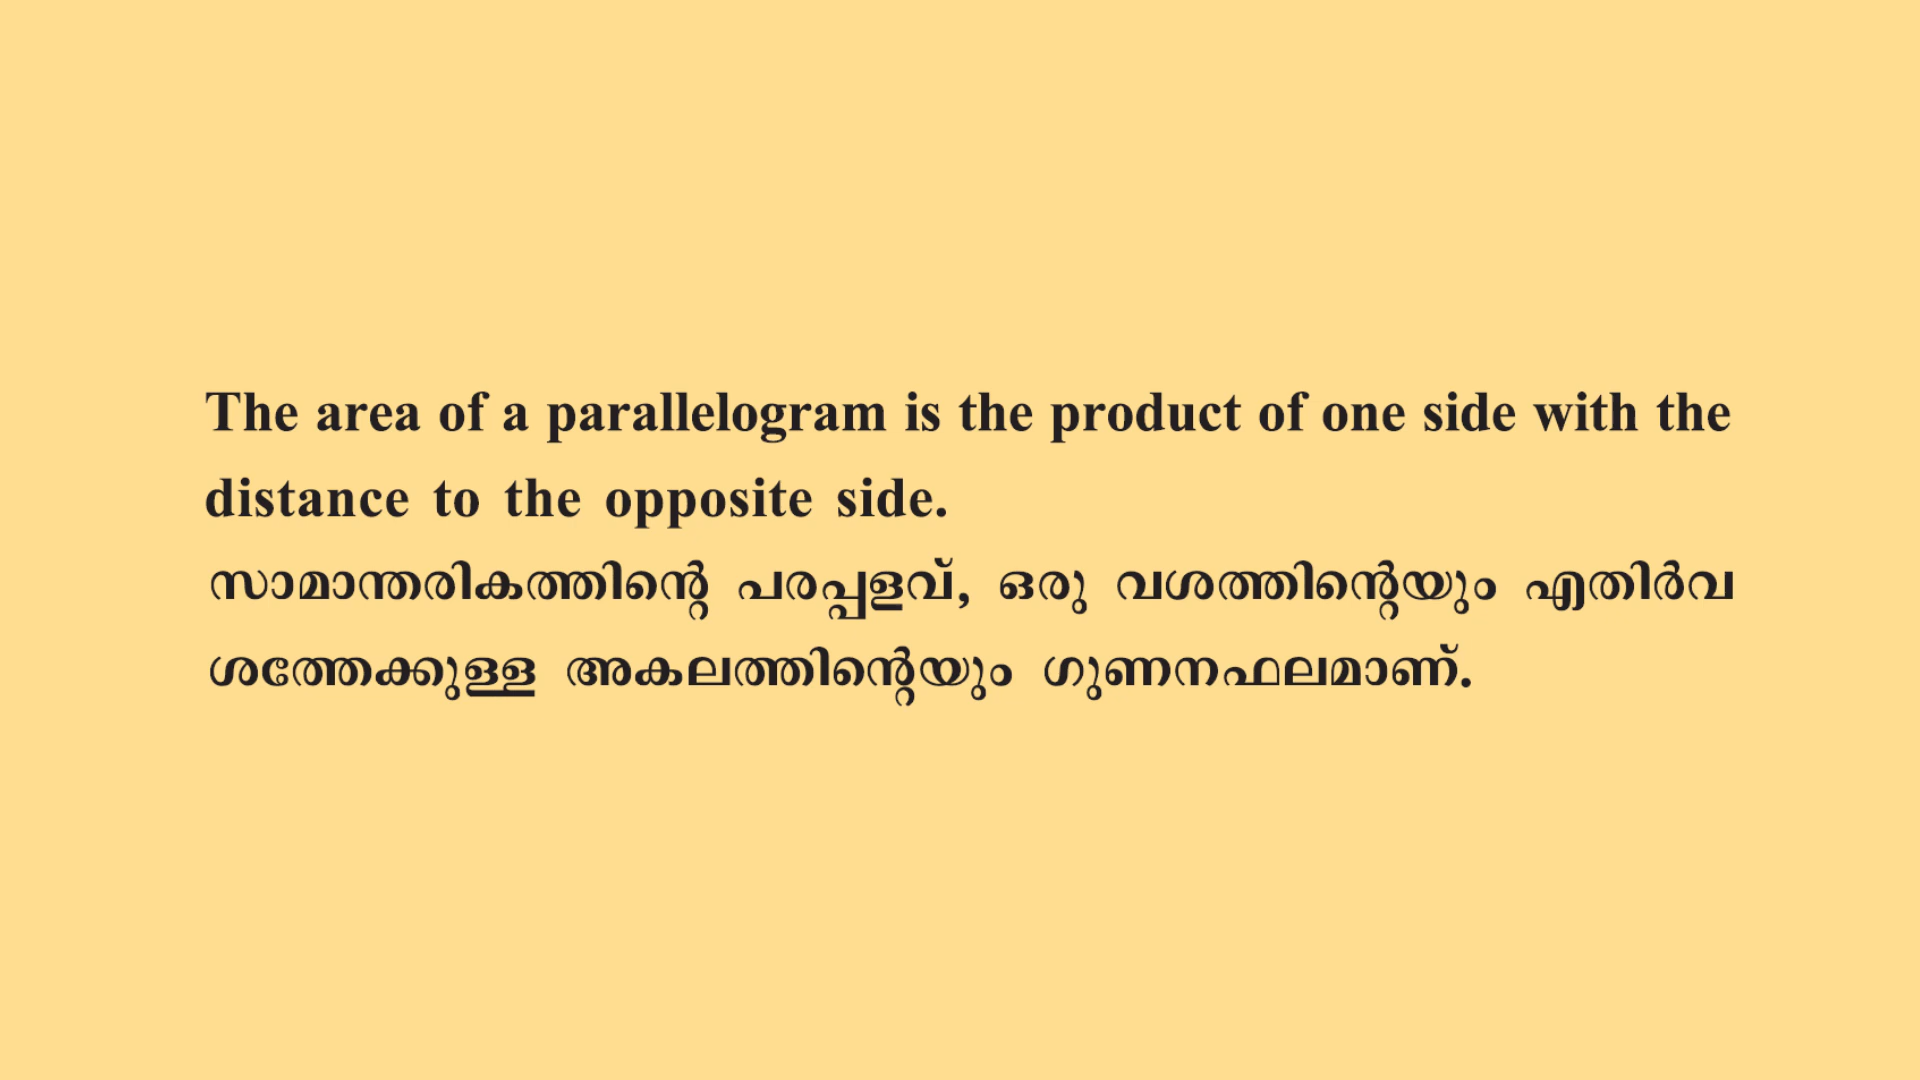 The area of a parallelogram is the product of one side with the
distance to the opposite side.
സാമാന്തരികത്തിന്റെ പരപ്പളവ്, ഒരു വശത്തിന്റെയും എതിർവ
ശത്തേക്കുള്ള അകലത്തിന്റെയും ഗുണനഫലമാണ്.